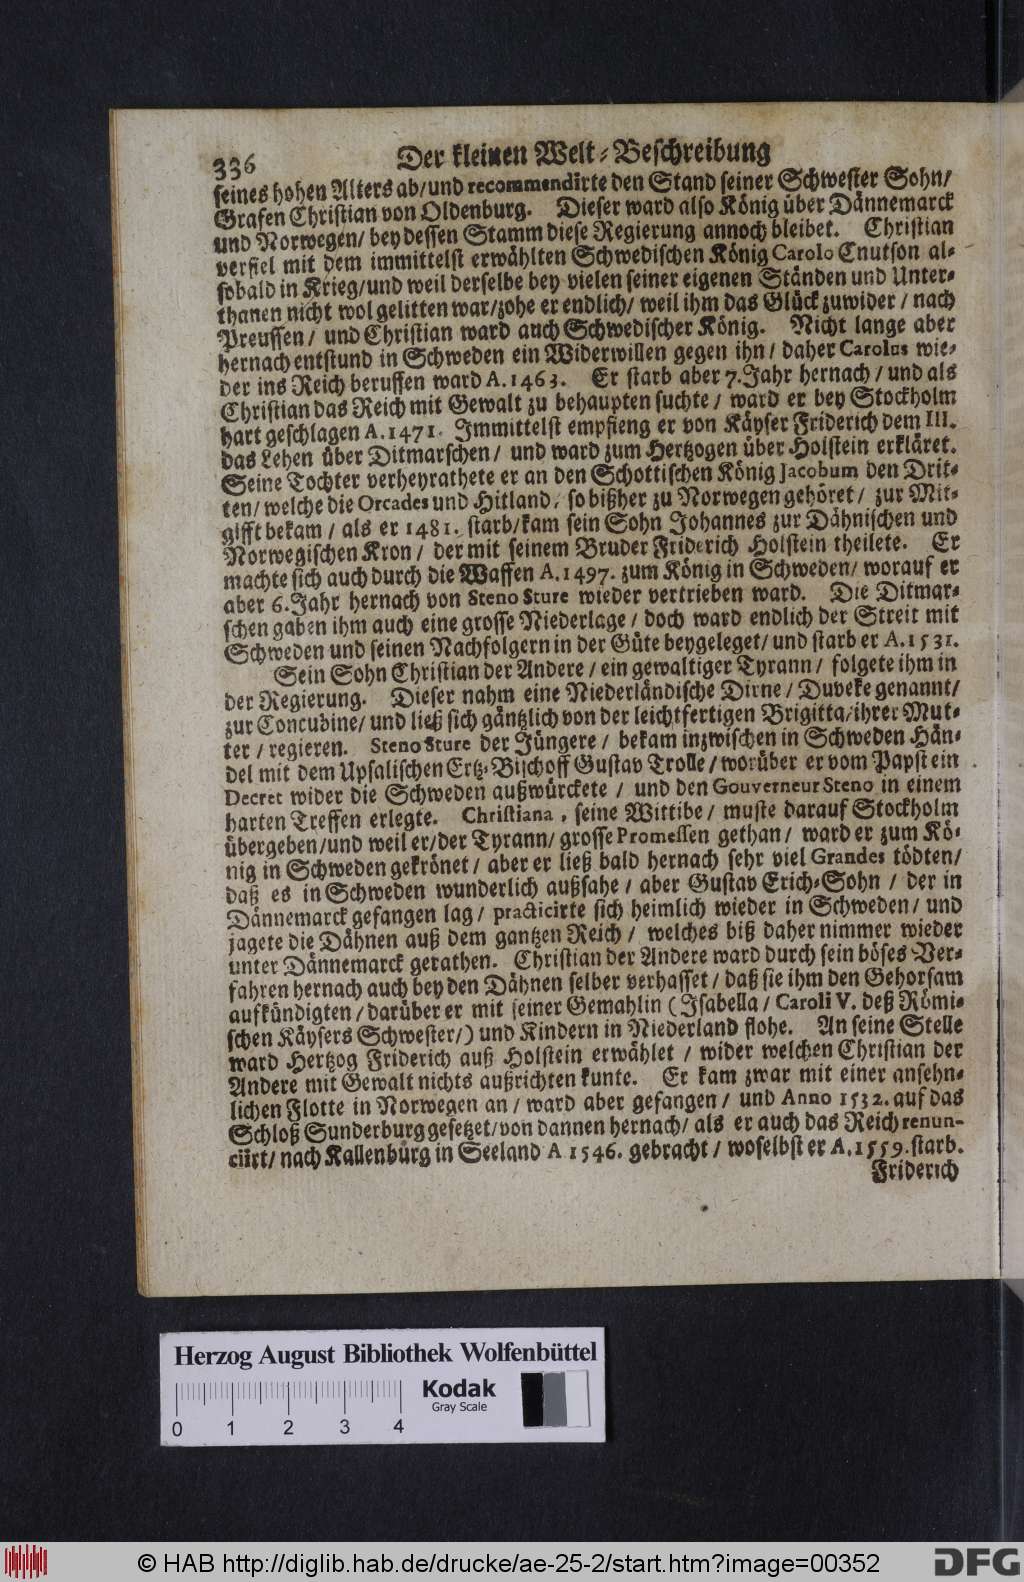 336 Der kleinen Welt-Beschreibung
seines hohen Alters ab/und recommendirte den Stand seiner Schwester Sohn/
Grafen Christian von Oldenburg. Dieser ward also König über Dännemarck
und Norwegen/ bey dessen Stamm diese Regierung annoch bleibet. Christian
verfiel mit dem immittelst erwählten Schwedischen König Carolo Cnutson al-
sobald in Krieg/und weil derselbe bey vielen seiner eigenen Ständen und Unter-
thanen nicht wol gelitten war/zohe er endlich/ weil ihm das Glück zuwider / nach
Preussen / und Christian ward auch Schwedischer König. Nicht lange aber
hernach entstund in Schweden ein Widerwillen gegen ihn / daher Carolus wie-
der ins Reich beruffen ward A. 1463. Er starb aber 7. Jahr hernach / und als
Christian das Reich mit Gewalt zu behaupten suchte / ward er bey Stockholm
hart geschlagen A. 1471. Immittelst empfieng er von Käyser Friderich dem III.
das Lehen über Ditmarschen / und ward zum Hertzogen über Holstein erkläret.
Seine Tochter verheyrathete er an den Schottischen König Jacobum den Drit-
ten/ welche die Orcades und Hitland, so bißher zu Norwegen gehöret / zur Mit-
gifft bekam / als er 1481. starb/kam sein Sohn Johannes zur Dähnischen und
Norwegischen Kron / der mit seinem Bruder Friderich Holstein theilete. Er
machte sich auch durch die Waffen A. 1497. zum König in Schweden/ worauf er
aber 6. Jahr hernach von Steno Sture wieder vertrieben ward. Die Ditmar-
schen gaben ihm auch eine grosse Niederlage / doch ward endlich der Streit mit
Schweden und seinen Nachfolgern in der Güte beygeleget/ und starb er A. 1531.
Sein Sohn Christian der Andere / ein gewaltiger Tyrann / folgete ihm in
der Regierung. Dieser nahm eine Niederländische Dirne / Duveke genannt/
zur Concubine/ und ließ sich gäntzlich von der leichtfertigen Brigitta/ihrer Mut-
ter / regieren. Steno Sture der Jüngere / bekam inzwischen in Schweden Hän-
del mit dem Upsalischen Ertz-Bischoff Gustav Trolle / worüber er vom Papst ein
Decret wider die Schweden außwürckete / und den Gouverneur Steno in einem
harten Treffen erlegte. Christiana, seine Wittibe / muste darauf Stockholm
übergeben/und weil er/der Tyrann/ grosse Promessen gethan / ward er zum Kö-
nig in Schweden gekrönet / aber er ließ bald hernach sehr viel Grandes tödten/
daß es in Schweden wunderlich außsahe / aber Gustav Erich-Sohn / der in
Dännemarck gefangen lag / practicirte sich heimlich wieder in Schweden/ und
jagete die Dähnen auß dem gantzen Reich / welches biß daher nimmer wieder
unter Dännemarck gerathen. Christian der Andere ward durch sein böses Ver-
fahren hernach auch bey den Dähnen selber verhasset / daß sie ihm den Gehorsam
aufkündigten / darüber er mit seiner Gemahlin (Isabella / Caroli V. deß Römi-
schen Käysers Schwester/) und Kindern in Niederland flohe. An seine Stelle
ward Hertzog Friderich auß Holstein erwählet / wider welchen Christian der
Andere mit Gewalt nichts außrichten kunte. Er kam zwar mit einer ansehn-
lichen Flotte in Norwegen an / ward aber gefangen / und Anno 1532. auf das
Schloß Sunderburg gesetzet/von dannen hernach/ als er auch das Reich renun-
ciirt/ nach Kallenbürg in Seeland A 1546. gebracht / woselbst er A. 1559. starb.
Friderich
Herzog August Bibliothek Wolfenbüttel
Kodak
Gray Scale
0 1 2 3 4
© HAB http://diglib.hab.de/drucke/ae-25-2/start.htm?image=00352
DFG